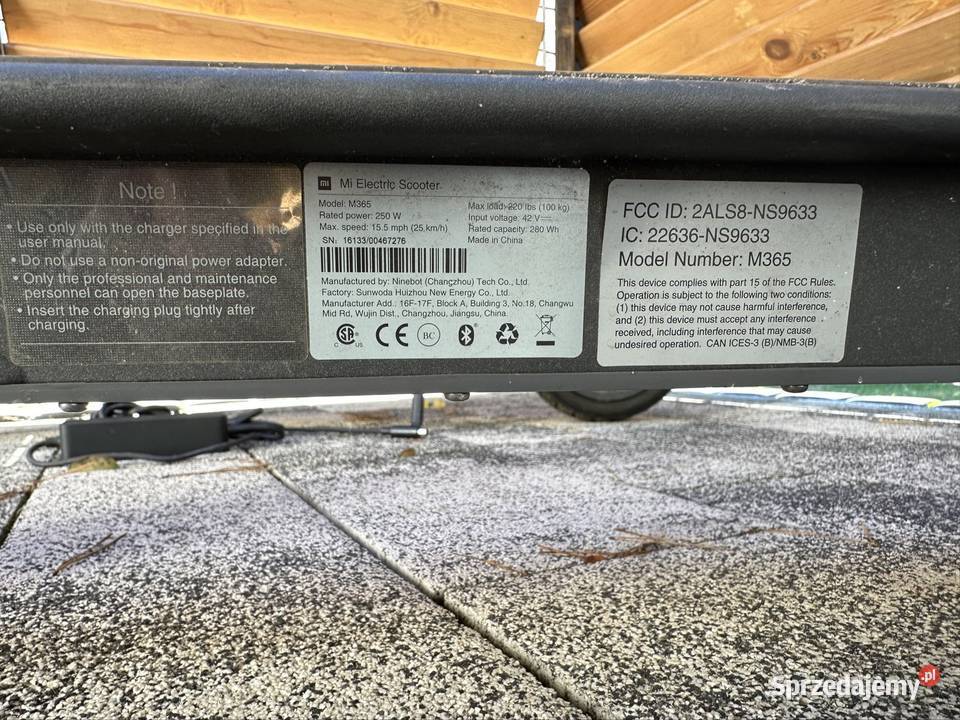 Note !
• Use only with the charger specified in the
user manual.
• Do not use a non-original power adapter.
• Only the professional and maintenance
personnel can open the baseplate.
• Insert the charging plug tightly after
charging.
mi Mi Electric Scooter
Model: M365
Rated power: 250 W
Max. speed: 15.5 mph (25 km/h)
SN: 16133/00467276
Max load: 220 lbs (100 kg)
Input voltage: 42 V
Rated capacity: 280 Wh
Made in China
Manufactured by: Ninebot (Changzhou) Tech Co., Ltd.
Factory: Sunwoda Huizhou New Energy Co., Ltd.
Manufacturer Add.: 16F-17F, Block A, Building 3, No.18, Changwu
Mid Rd, Wujin Dist., Changzhou, Jiangsu, China.
C US CE BC
FCC ID: 2ALS8-NS9633
IC: 22636-NS9633
Model Number: M365
This device complies with part 15 of the FCC Rules.
Operation is subject to the following two conditions:
(1) this device may not cause harmful interference,
and (2) this device must accept any interference
received, including interference that may cause
undesired operation. CAN ICES-3 (B)/NMB-3(B)
Sprzedajemy.pl